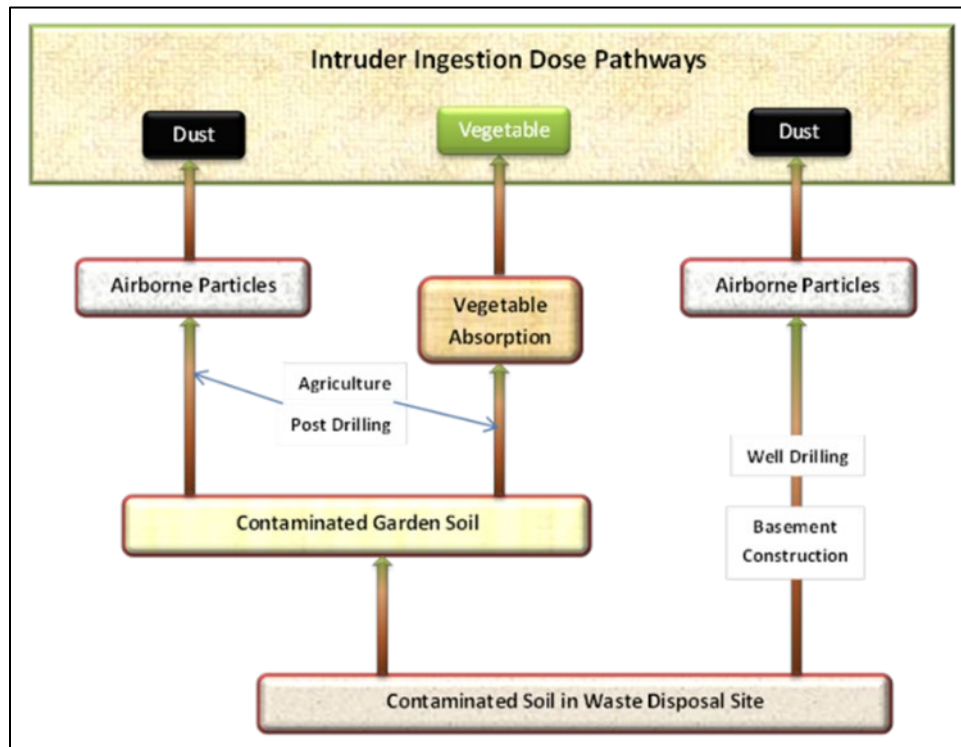 Intruder Ingestion Dose Pathways
Dust
Vegetable
Dust
Airborne Particles
Vegetable
Absorption
Airborne Particles
Agriculture
Post Drilling
Well Drilling
Basement
Construction
Contaminated Garden Soil
Contaminated Soil in Waste Disposal Site